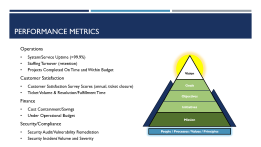 PERFORMANCE METRICS
Operations
System/Service Uptime (>99.9%)
Staffing Turnover (retention)
Projects Completed On Time and Within Budget
Customer Satisfaction
Customer Satisfaction Survey Scores (annual, ticket closure)
Ticket Volume & Resolution/Fulfillment Time
Finance
Cost Containment/Savings
Under Operational Budget
Security/Compliance
Security Audit/Vulnerability Remediation
Security Incident Volume and Severity
Vision
Goals
Objectives
Initiatives
Mission
People / Processes / Values / Principles